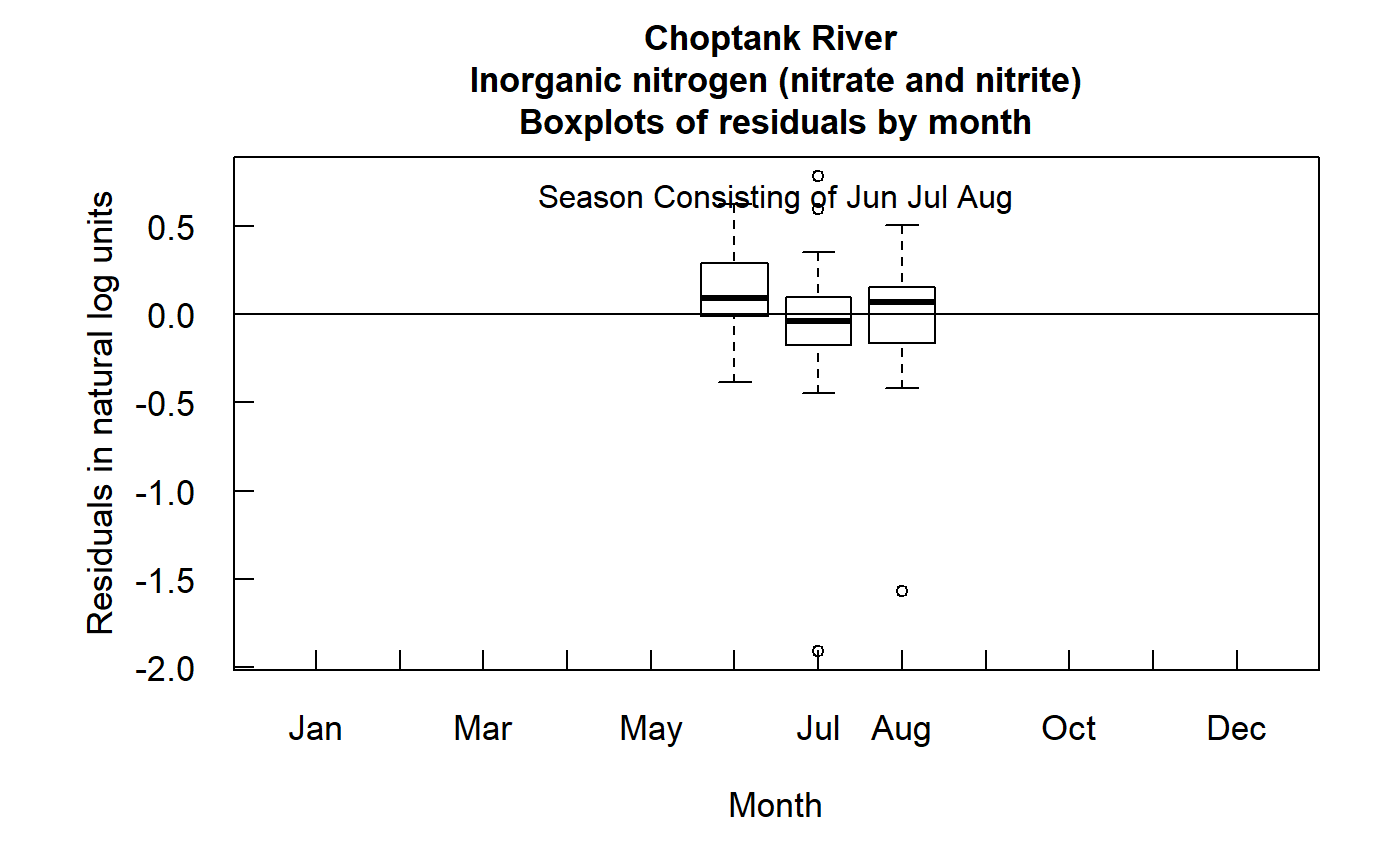 Choptank River
Inorganic nitrogen (nitrate and nitrite)
Boxplots of residuals by month
Season Consisting of Jun Jul Aug
Residuals in natural log units
0.5
0.0
-0.5
-1.0
-1.5
-2.0
Jan Mar May Jul Aug Oct Dec
Month